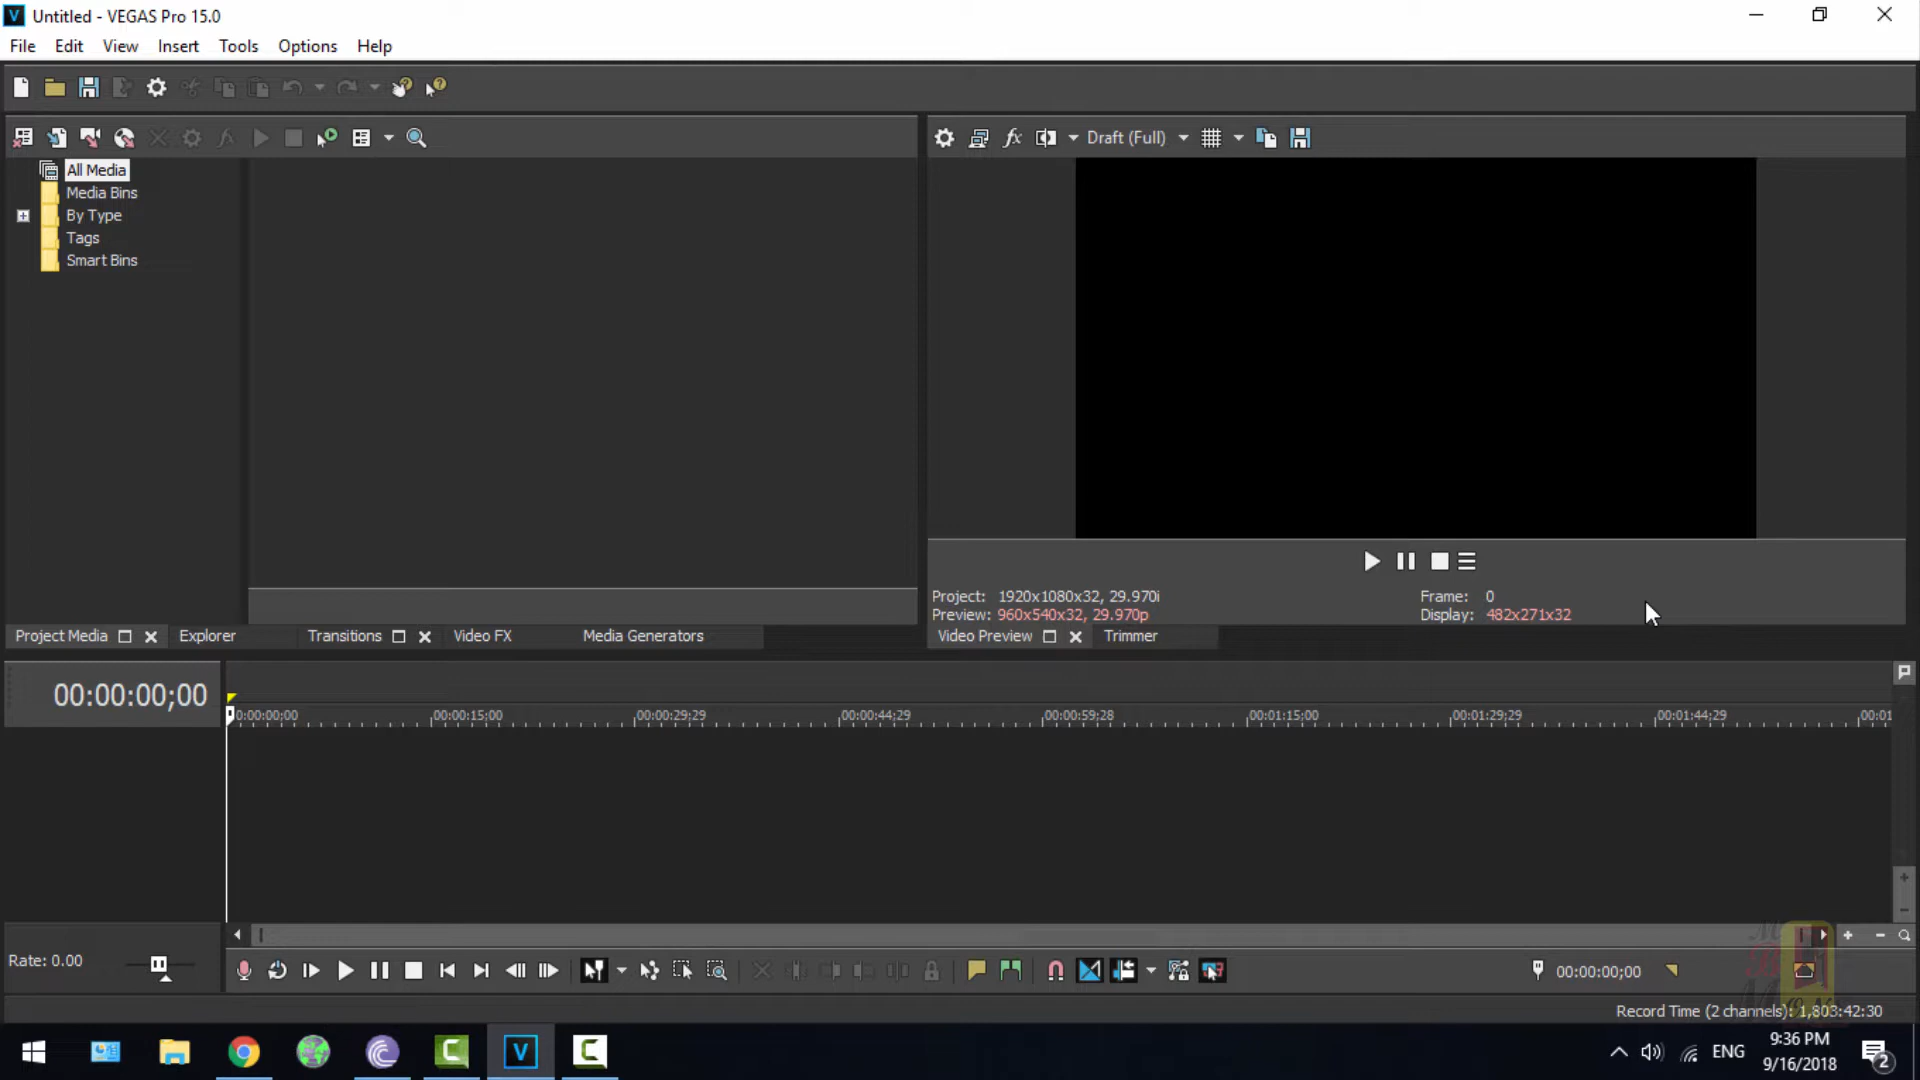 Untitled - VEGAS Pro 15.0
File Edit View Insert Tools Options Help
Draft (Full)
All Media
Media Bins
By Type
Tags
Smart Bins
Project: 1920x1080x32, 29.970i
Frame: 0
Preview: 960x540x32, 29.970p
Display: 482x271x32
Project Media Explorer Transitions Video FX Media Generators
Video Preview Trimmer
00:00:00;00
0:00:00;00 00:00:15;00 00:00:29;29 00:00:44;29 00:00:59;28 00:01:15;00 00:01:29;29 00:01:44;29 00:01
Rate: 0.00
00:00:00;00
Record Time (2 channels): 1,803:42:30
ENG
9:36 PM
9/16/2018
2